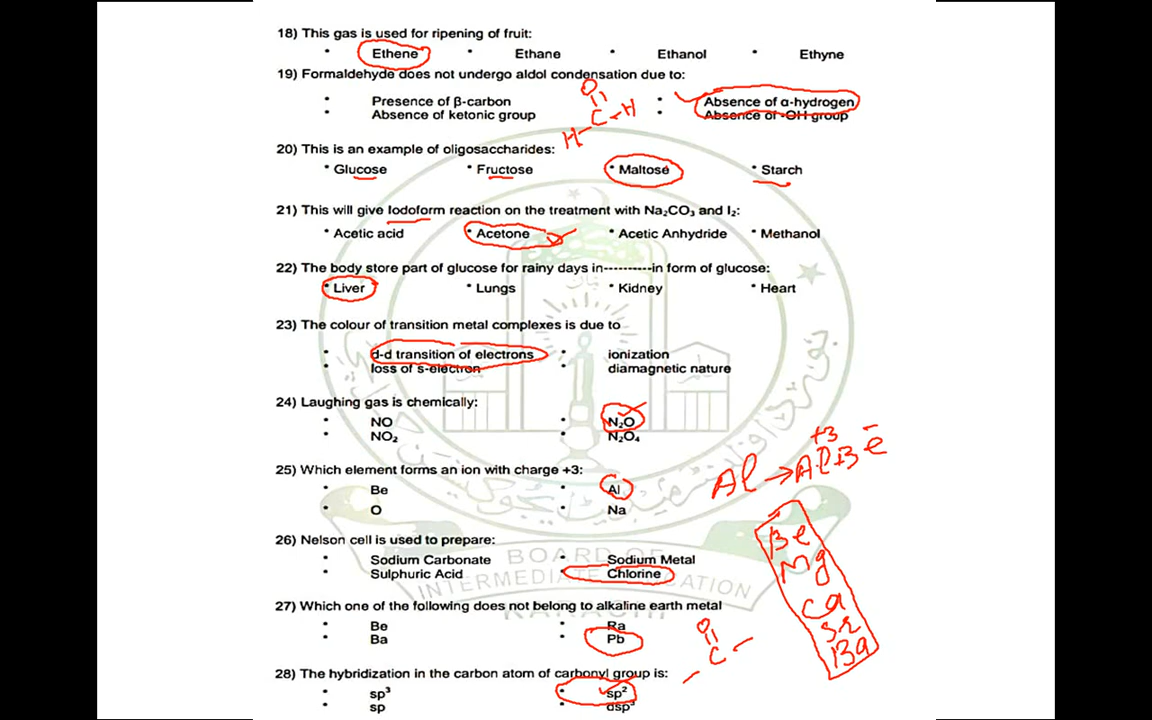 18) This gas is used for ripening of fruit:
• Ethene • Ethane • Ethanol • Ethyne
19) Formaldehyde does not undergo aldol condensation due to:
• Presence of β-carbon • Absence of α-hydrogen
• Absence of ketonic group • Absence of -OH group
O
C H
H
20) This is an example of oligosaccharides:
• Glucose • Fructose • Maltose • Starch
21) This will give Iodoform reaction on the treatment with Na₂CO₃ and I₂:
• Acetic acid • Acetone • Acetic Anhydride • Methanol
22) The body store part of glucose for rainy days in----------in form of glucose:
• Liver • Lungs • Kidney • Heart
23) The colour of transition metal complexes is due to
• d-d transition of electrons • ionization
• loss of s-electron • diamagnetic nature
24) Laughing gas is chemically:
• NO • N₂O
• NO₂ • N₂O₄
25) Which element forms an ion with charge +3:
• Be • Al
• O • Na
Al → Al⁺³ + 3e⁻
26) Nelson cell is used to prepare:
• Sodium Carbonate • Sodium Metal
• Sulphuric Acid • Chlorine
BOARD OF
INTERMEDIATE EDUCATION
KARACHI
27) Which one of the following does not belong to alkaline earth metal
• Be • Ra
• Ba • Pb
Be
Mg
Ca
Sr
Ba
28) The hybridization in the carbon atom of carbonyl group is:
• sp³ • sp²
• sp • dsp³
O
C